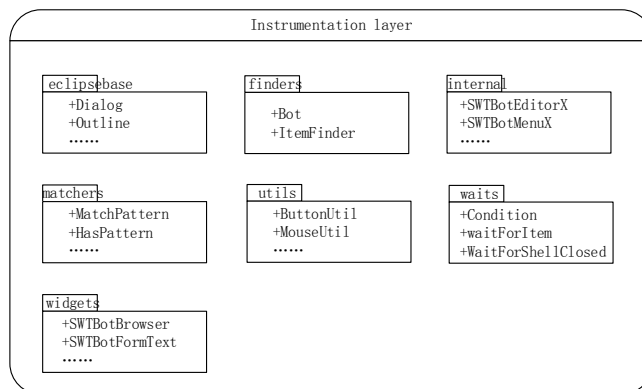 Instrumentation layer
eclipsebase
+Dialog
+Outline
……
finders
+Bot
+ItemFinder
internal
+SWTBotEditorX
+SWTBotMenuX
……
matchers
+MatchPattern
+HasPattern
……
utils
+ButtonUtil
+MouseUtil
……
waits
+Condition
+waitForItem
+WaitForShellClosed
widgets
+SWTBotBrowser
+SWTBotFormText
……